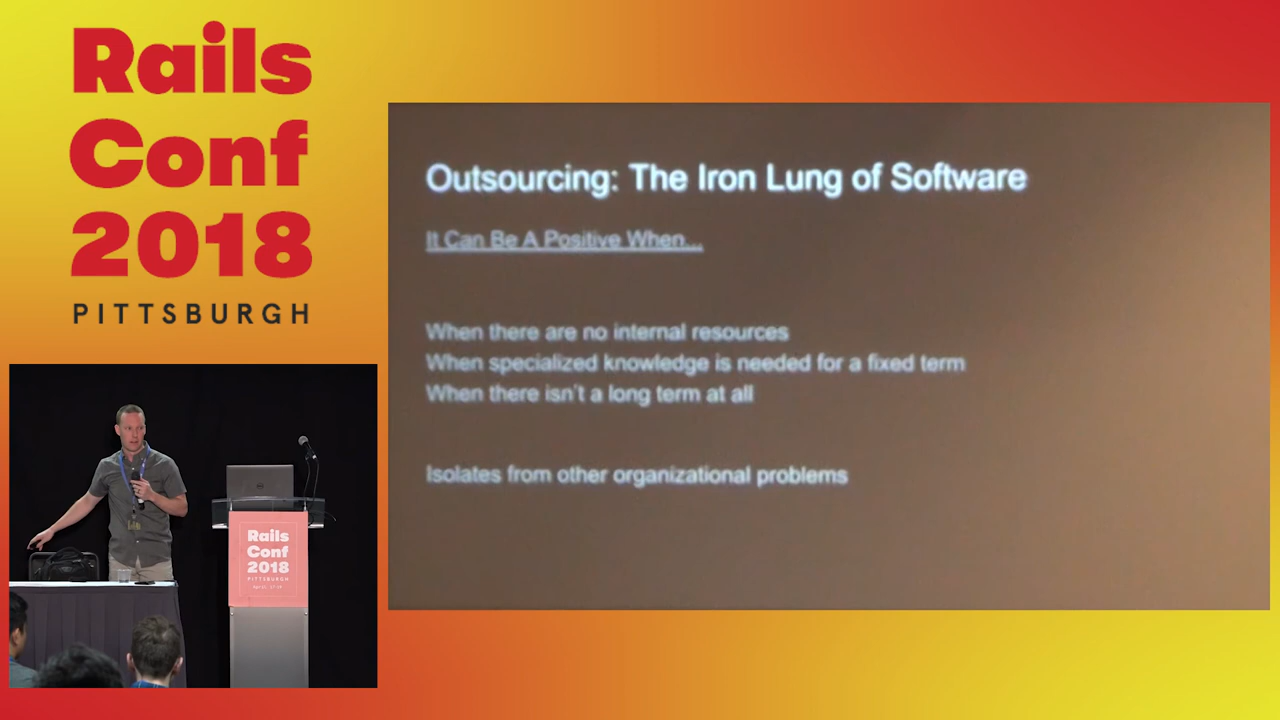 Rails
Conf
2018
PITTSBURGH
Outsourcing: The Iron Lung of Software
It Can Be A Positive When...
When there are no internal resources
When specialized knowledge is needed for a fixed term
When there isn't a long term at all
Isolates from other organizational problems
Rails
Conf
2018
PITTSBURGH